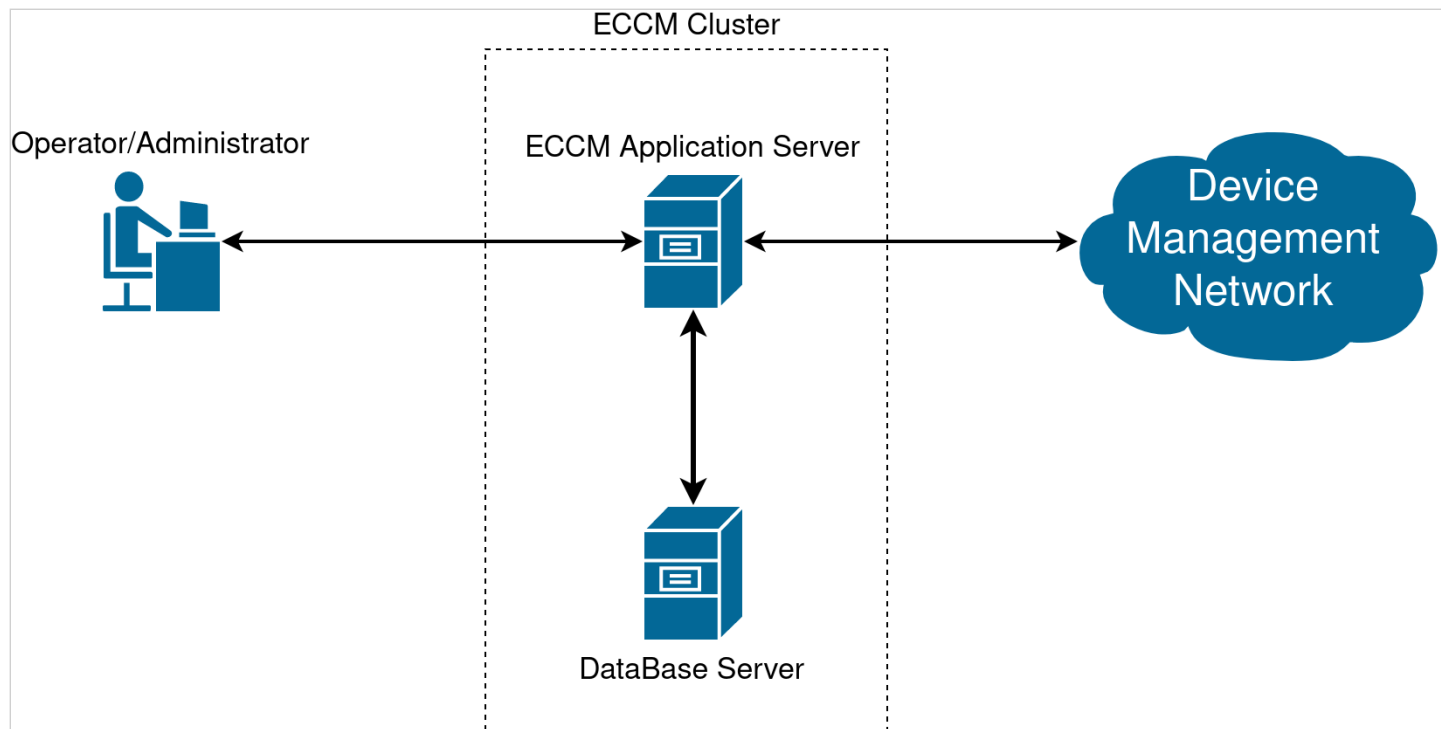 ECCM Cluster
Operator/Administrator
ECCM Application Server
Device
Management
Network
DataBase Server